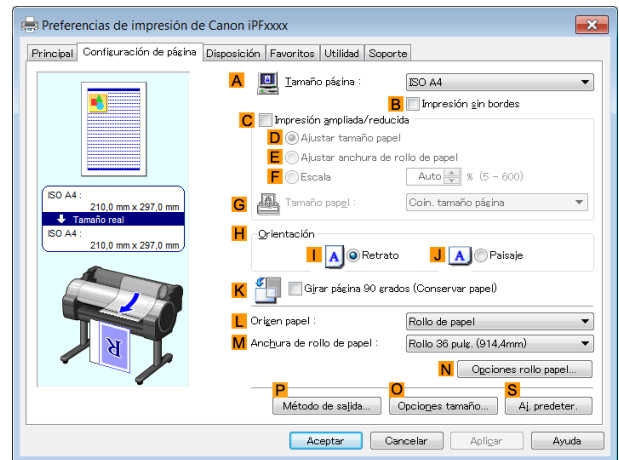 Preferencias de impresión de Canon iPFxxxx
Principal Configuración de página Disposición Favoritos Utilidad Soporte
A Tamaño página : ISO A4
B Impresión sin bordes
C Impresión ampliada/reducida
D Ajustar tamaño papel
E Ajustar anchura de rollo de papel
F Escala Auto % (5 - 600)
ISO A4 :
210,0 mm x 297,0 mm
Tamaño real
ISO A4 :
210,0 mm x 297,0 mm
G Tamaño papel : Coin. tamaño página
H Orientación
I A Retrato J A Paisaje
K Girar página 90 grados (Conservar papel)
L Origen papel : Rollo de papel
M Anchura de rollo de papel : Rollo 36 pulg. (914,4mm)
R
N Opciones rollo papel...
P O S
Método de salida... Opciones tamaño... Aj. predeter.
Aceptar Cancelar Aplicar Ayuda